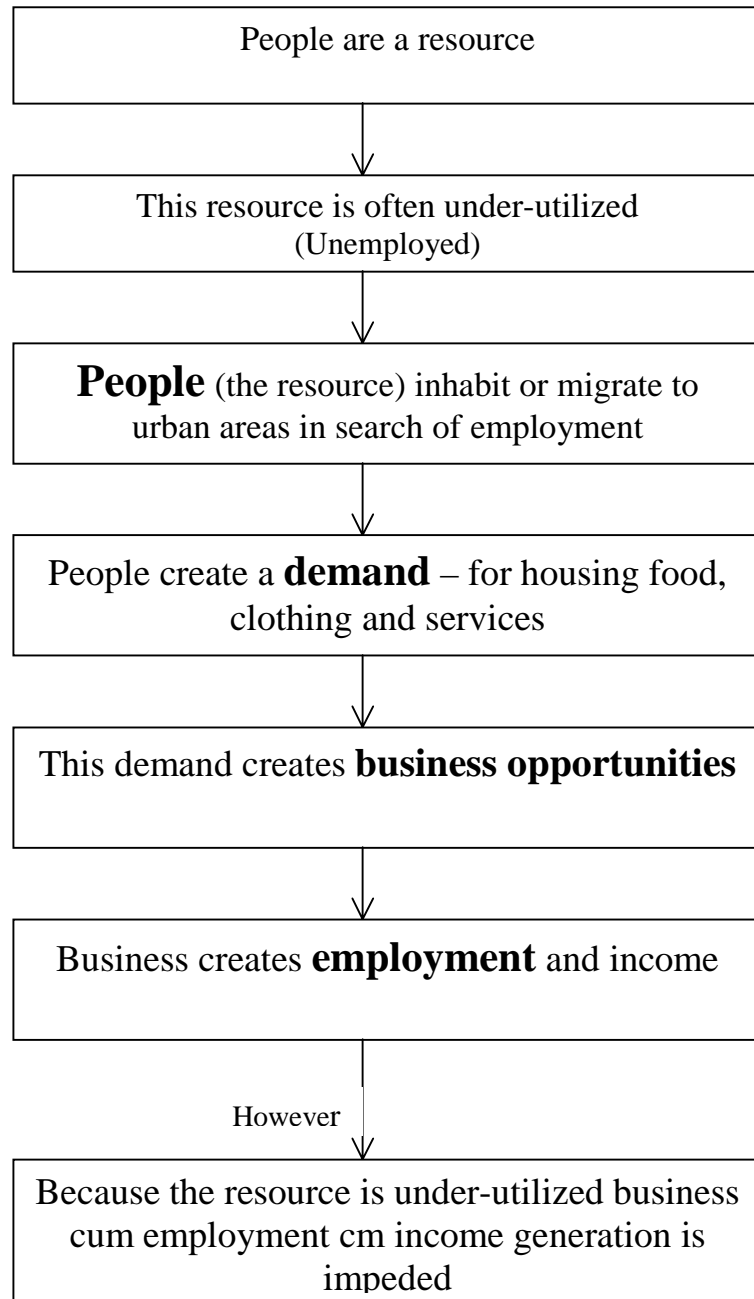 People are a resource
This resource is often under-utilized
(Unemployed)
People (the resource) inhabit or migrate to
urban areas in search of employment
People create a demand – for housing food,
clothing and services
This demand creates business opportunities
Business creates employment and income
However
Because the resource is under-utilized business
cum employment cm income generation is
impeded